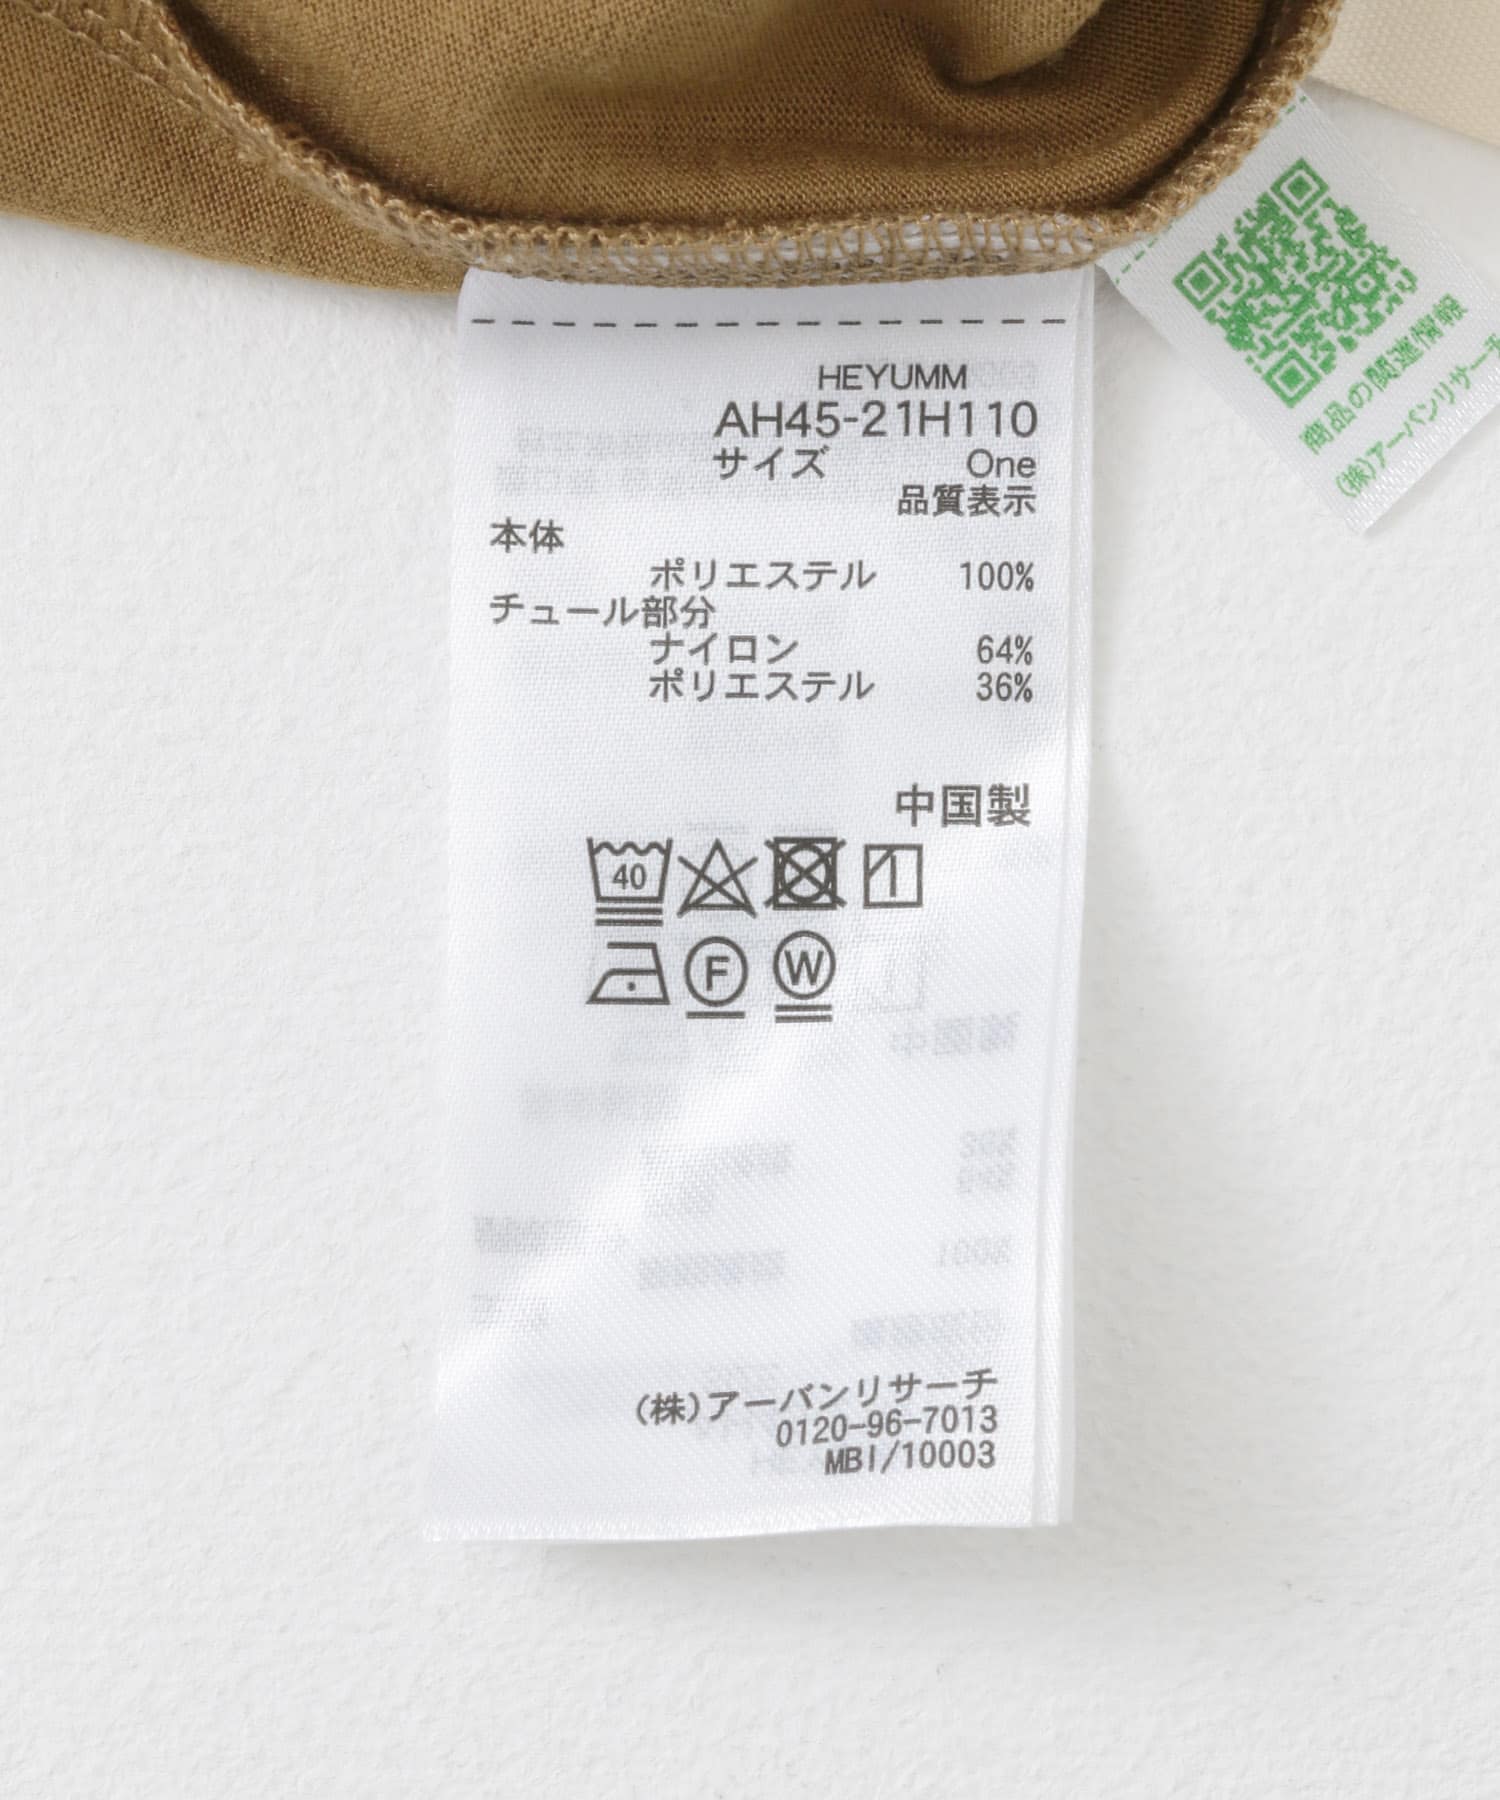 HEYUMM
AH45-21H110
サイズ One
品質表示
本体
ポリエステル 100%
チュール部分
ナイロン 64%
ポリエステル 36%
中国製
40
F
W
(株)アーバンリサーチ
0120-96-7013
MBI/10003
商品の関連情報
(株)アーバンリサーチ